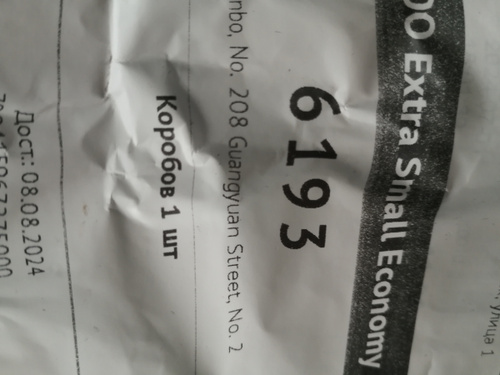 улица 1
OO Extra Small Economy
6193
nbo, No. 208 Guangyuan Street, No. 2
Коробов 1 шт
Дост: 08.08.2024